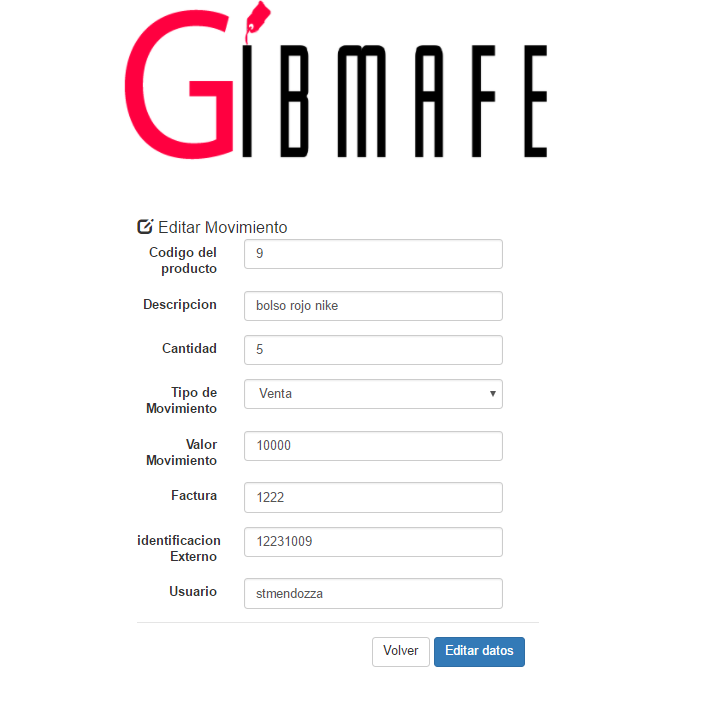 GIBMAFE
Editar Movimiento
Codigo del
producto
9
Descripcion
bolso rojo nike
Cantidad
5
Tipo de
Movimiento
Venta
Valor
Movimiento
10000
Factura
1222
identificacion
Externo
12231009
Usuario
stmendozza
Volver
Editar datos